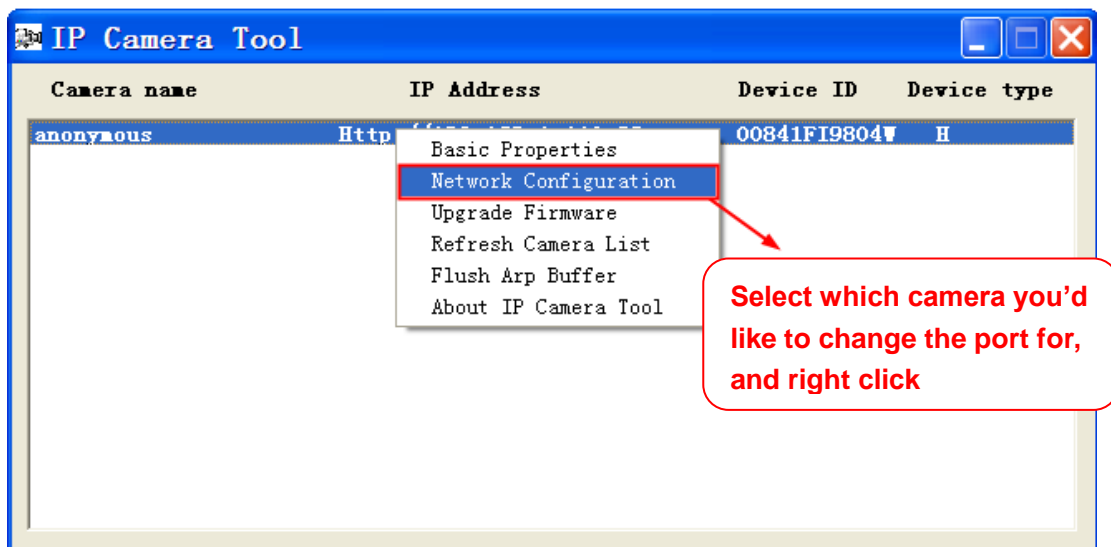 IP Camera Tool
Camera name IP Address Device ID Device type
anonymous Http 00841FI9804W H
Basic Properties
Network Configuration
Upgrade Firmware
Refresh Camera List
Flush Arp Buffer
About IP Camera Tool
Select which camera you’d
like to change the port for,
and right click